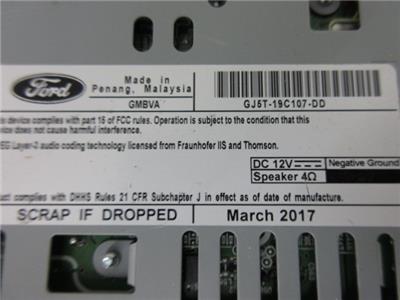 Ford
Made in
Penang, Malaysia
GMBVA
GJ5T-19C107-DD
s device complies with part 15 of FCC rules. Operation is subject to the condition that this
device does not cause harmful interference.
EG Layer-3 audio coding technology licensed from Fraunhofer IIS and Thomson.
DC 12V Negative Ground
Speaker 4Ω
uct complies with DHHS Rules 21 CFR Subchapter J in effect as of date of manufacture.
SCRAP IF DROPPED
March 2017